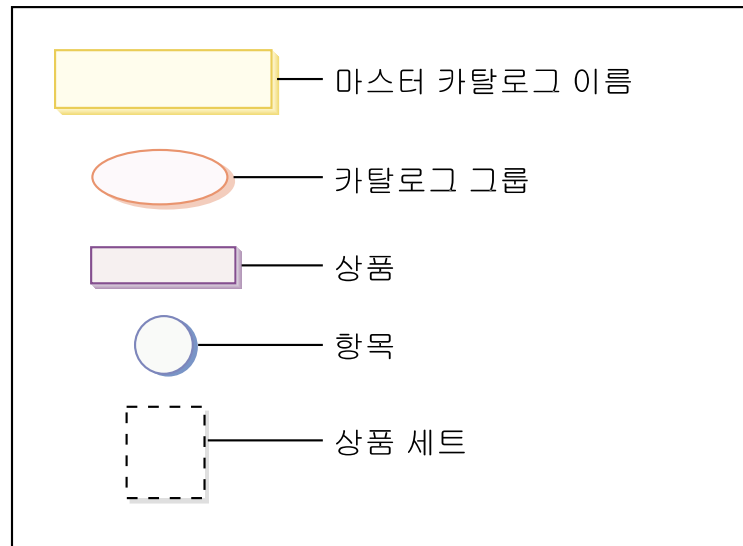 마스터 카탈로그 이름
카탈로그 그룹
상품
항목
상품 세트